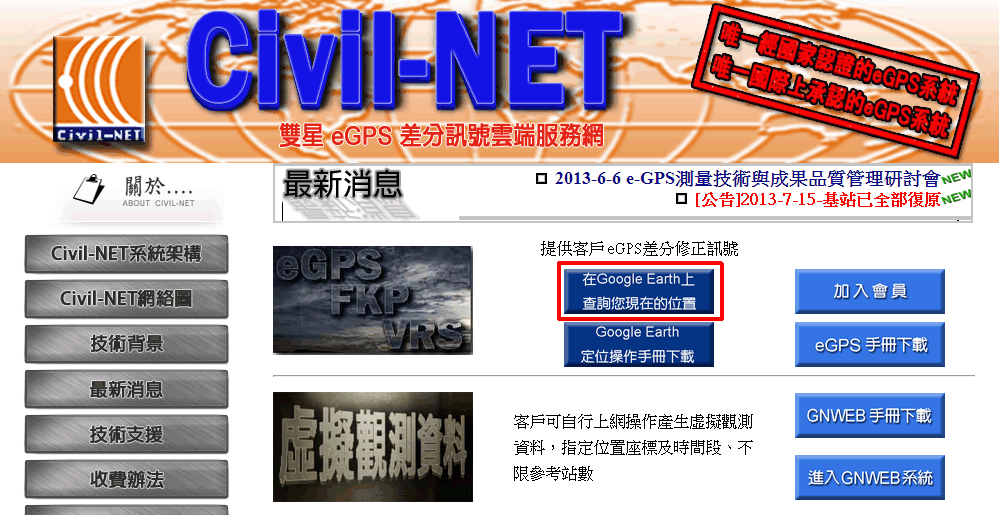 Civil-NET
Civil-NET
雙星 eGPS 差分訊號雲端服務網
唯一經國家認證的eGPS系統
唯一國際上承認的eGPS系統
關於....
ABOUT CIVIL-NET
最新消息
2013-6-6 e-GPS測量技術與成果品質管理研討會 NEW
[公告]2013-7-15-基站已全部復原 NEW
Civil-NET系統架構
Civil-NET網絡圖
技術背景
最新消息
技術支援
收費辦法
eGPS
FKP
VRS
提供客戶eGPS差分修正訊號
在Google Earth上
查詢您現在的位置
Google Earth
定位操作手冊下載
加入會員
eGPS 手冊下載
虛擬觀測資料
客戶可自行上網操作產生虛擬觀測
資料，指定位置座標及時間段、不
限參考站數
GNWEB 手冊下載
進入GNWEB系統